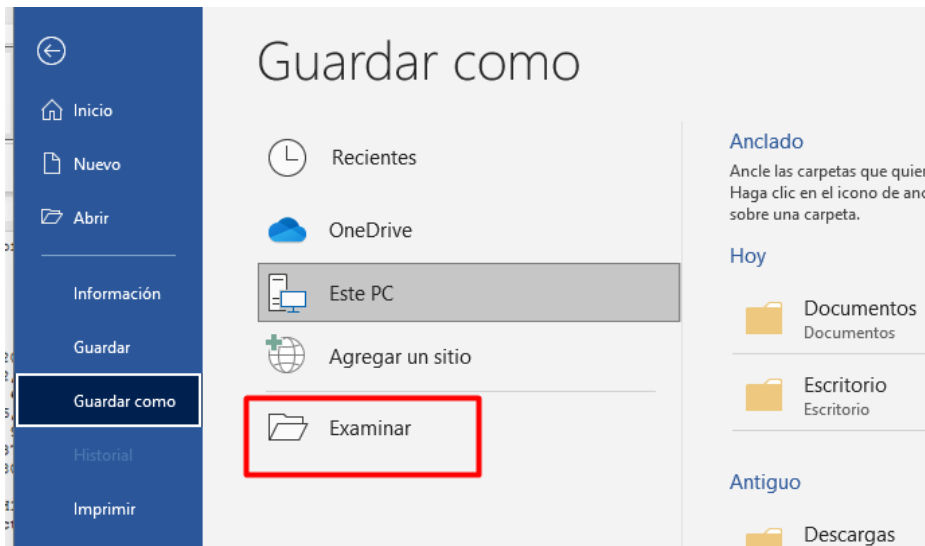 Guardar como
Inicio
Nuevo
Abrir
Información
Guardar
Guardar como
Historial
Imprimir
Recientes
OneDrive
Este PC
Agregar un sitio
Examinar
Anclado
Ancle las carpetas que
Haga clic en el icono de
sobre una carpeta.
Hoy
Documentos
Documentos
Escritorio
Escritorio
Antiguo
Descargas